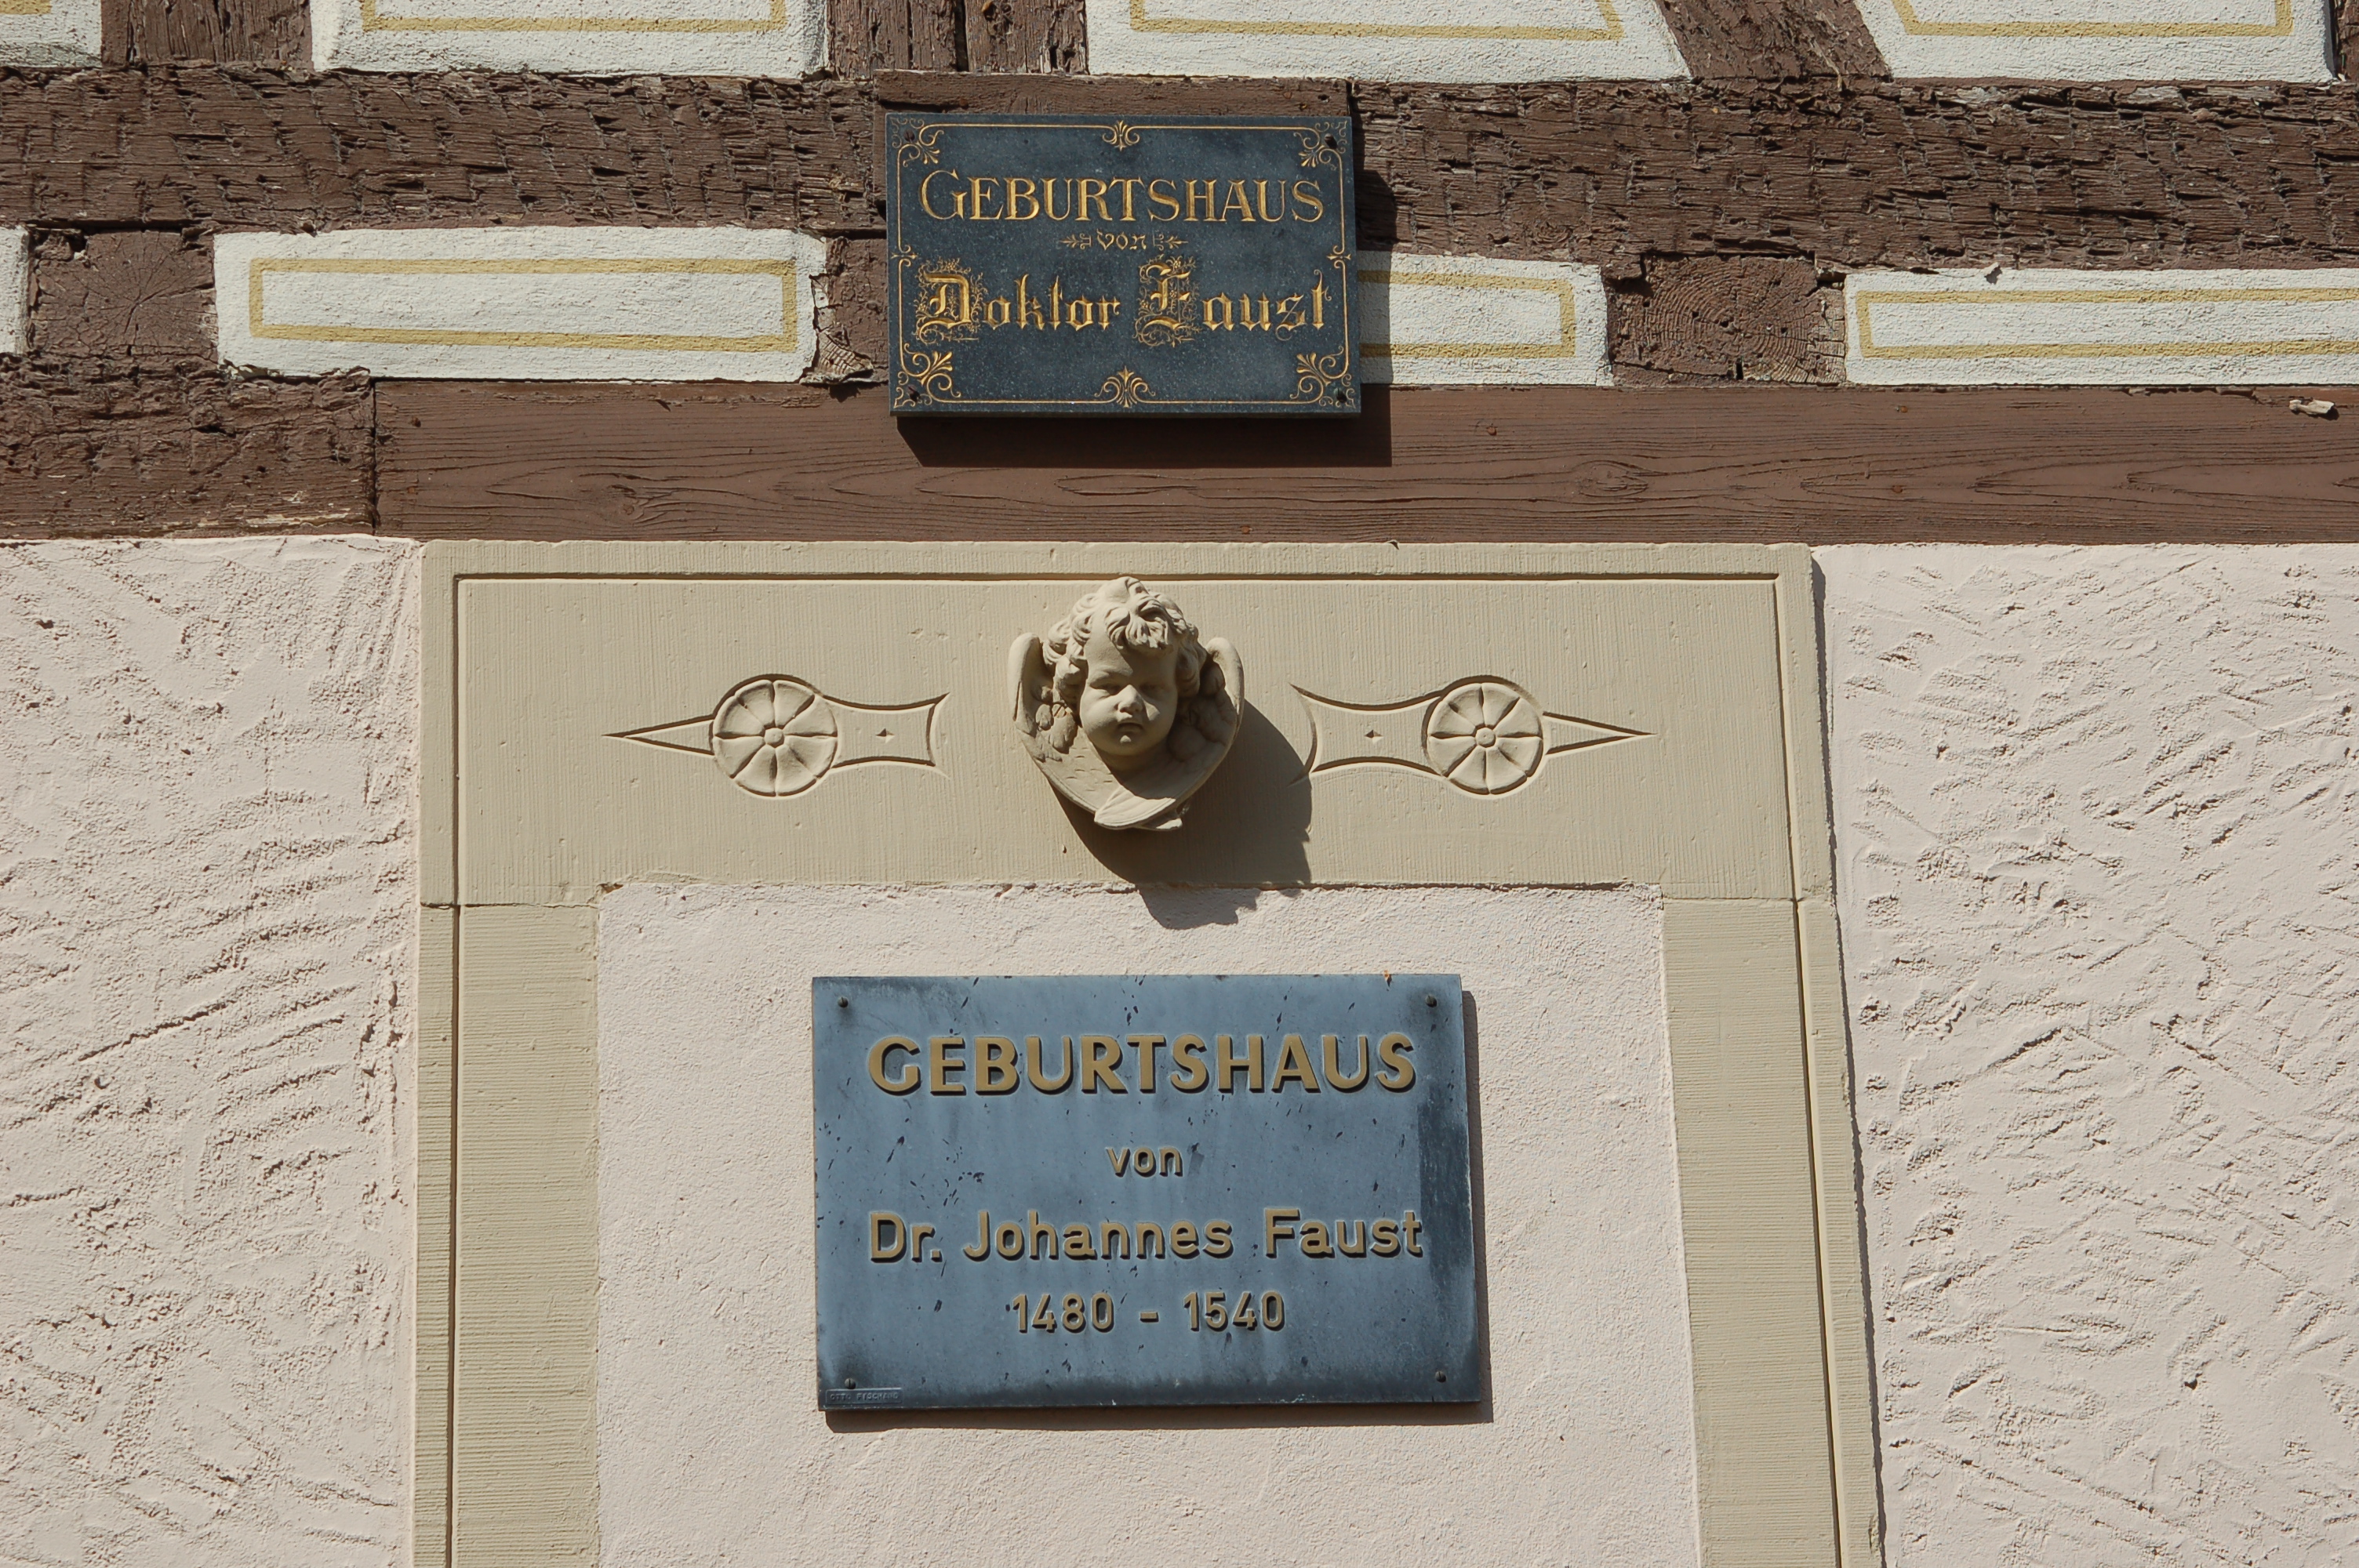 GEBURTSHAUS
von
Doktor Faust
GEBURTSHAUS
von
Dr. Johannes Faust
1480 - 1540